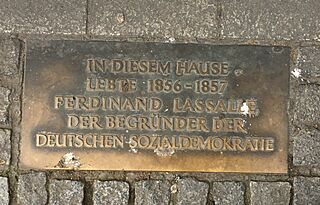 IN DIESEM HAUSE
LEBTE 1856-1857
FERDINAND LASSALLE
DER BEGRÜNDER DER
DEUTSCHEN SOZIALDEMOKRATIE